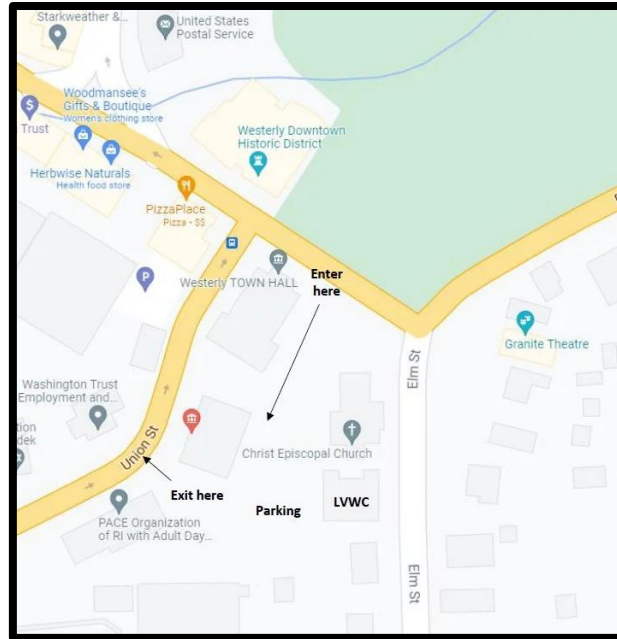 Starkweather &...
United States
Postal Service
Woodmansee's
Gifts & Boutique
Women's clothing store
Trust
Herbwise Naturals
Health food store
Westerly Downtown
Historic District
PizzaPlace
Pizza - $$
P
Westerly TOWN HALL
Enter
here
Elm St
Granite Theatre
Washington Trust
Employment and...
Union St
Christ Episcopal Church
Exit here
Parking
LVWC
PACE Organization
of RI with Adult Day...
Elm St